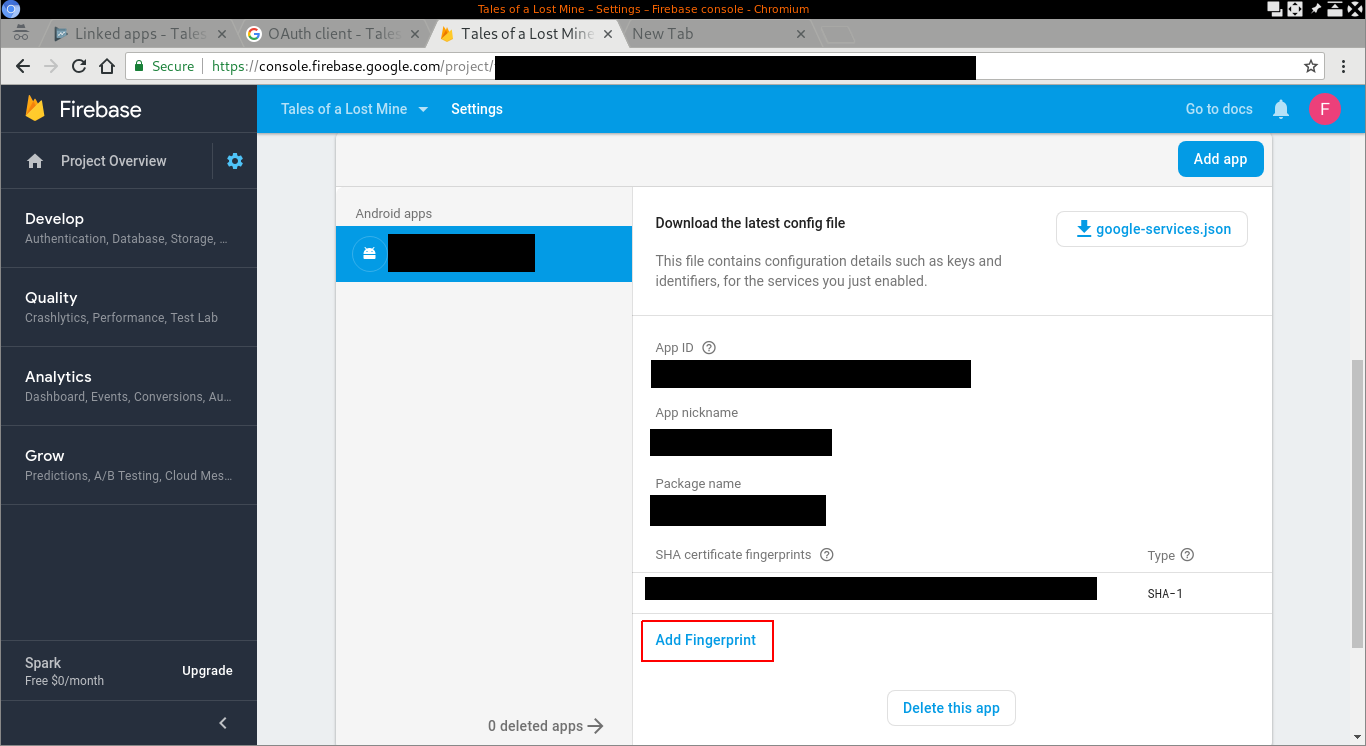 Tales of a Lost Mine – Settings – Firebase console - Chromium
Linked apps - Tales
OAuth client - Tales
Tales of a Lost Mine
New Tab
Secure
https://console.firebase.google.com/project/
Firebase
Tales of a Lost Mine
Settings
Go to docs
F
Project Overview
Develop
Authentication, Database, Storage, ...
Quality
Crashlytics, Performance, Test Lab
Analytics
Dashboard, Events, Conversions, Au...
Grow
Predictions, A/B Testing, Cloud Mes...
Spark
Free $0/month
Upgrade
Add app
Android apps
0 deleted apps
Download the latest config file
google-services.json
This file contains configuration details such as keys and
identifiers, for the services you just enabled.
App ID
App nickname
Package name
SHA certificate fingerprints
Type
SHA-1
Add Fingerprint
Delete this app